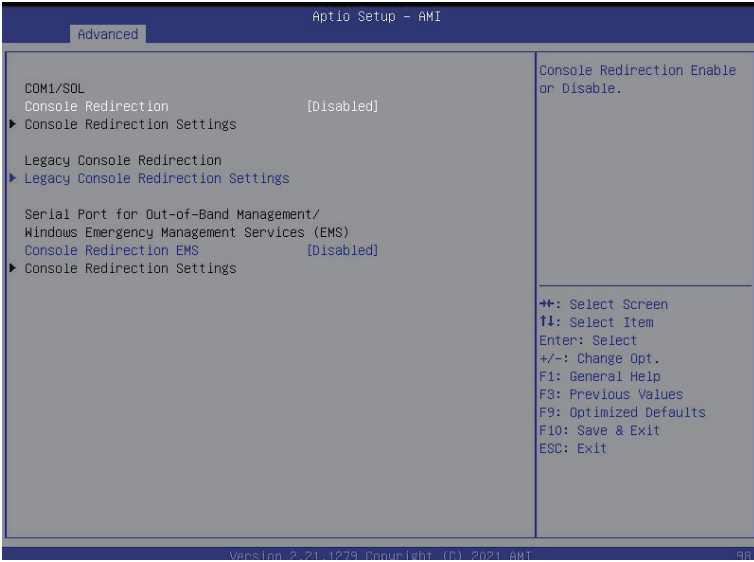 Aptio Setup – AMI
Advanced
COM1/SOL
Console Redirection [Disabled]
▶ Console Redirection Settings
Legacy Console Redirection
▶ Legacy Console Redirection Settings
Serial Port for Out-of-Band Management/
Windows Emergency Management Services (EMS)
Console Redirection EMS [Disabled]
▶ Console Redirection Settings
Console Redirection Enable
or Disable.
→←: Select Screen
↑↓: Select Item
Enter: Select
+/-: Change Opt.
F1: General Help
F3: Previous Values
F9: Optimized Defaults
F10: Save & Exit
ESC: Exit
Version 2.21.1279 Copyright (C) 2021 AMI
98